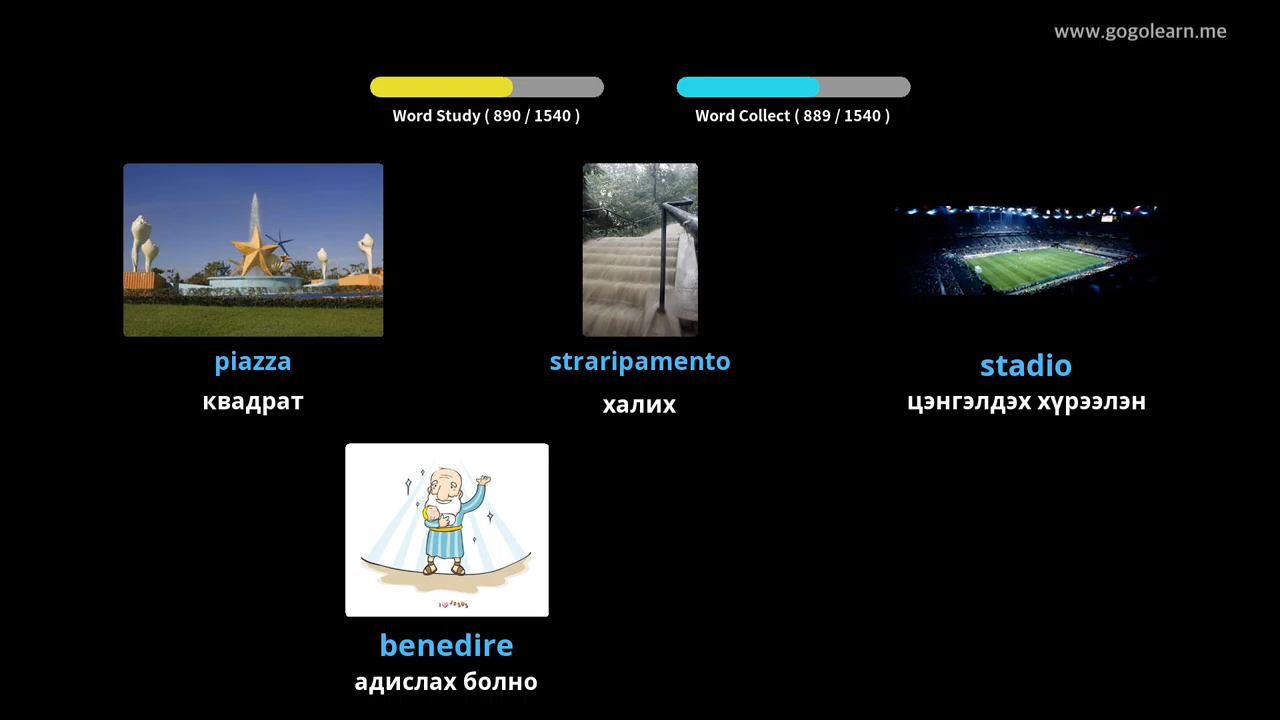 www.gogolearn.me
Word Study ( 890 / 1540 )
Word Collect ( 889 / 1540 )
piazza
квадрат
straripamento
халих
stadio
цэнгэлдэх хүрээлэн
benedire
адислах болно